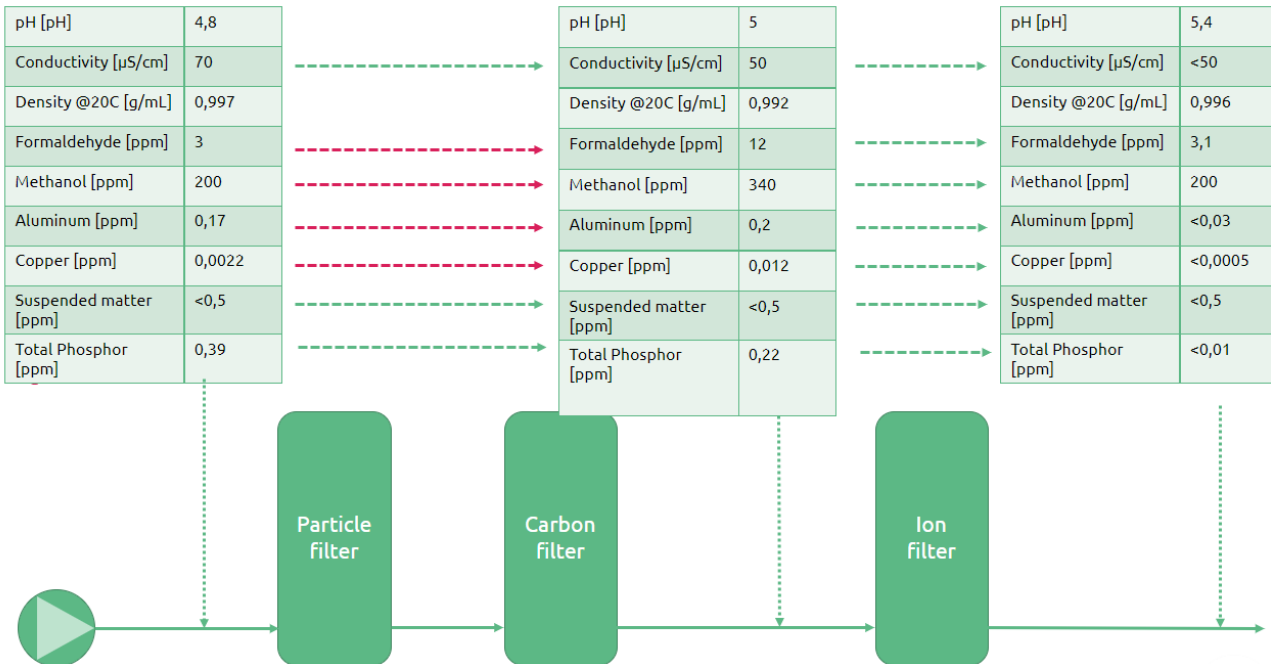 pH [pH] 4,8
Conductivity [µS/cm] 70
Density @20C [g/mL] 0,997
Formaldehyde [ppm] 3
Methanol [ppm] 200
Aluminum [ppm] 0,17
Copper [ppm] 0,0022
Suspended matter <0,5
[ppm]
Total Phosphor 0,39
[ppm]
pH [pH] 5
Conductivity [µS/cm] 50
Density @20C [g/mL] 0,992
Formaldehyde [ppm] 12
Methanol [ppm] 340
Aluminum [ppm] 0,2
Copper [ppm] 0,012
Suspended matter <0,5
[ppm]
Total Phosphor 0,22
[ppm]
pH [pH] 5,4
Conductivity [µS/cm] <50
Density @20C [g/mL] 0,996
Formaldehyde [ppm] 3,1
Methanol [ppm] 200
Aluminum [ppm] <0,03
Copper [ppm] <0,0005
Suspended matter <0,5
[ppm]
Total Phosphor <0,01
[ppm]
Particle
filter
Carbon
filter
Ion
filter